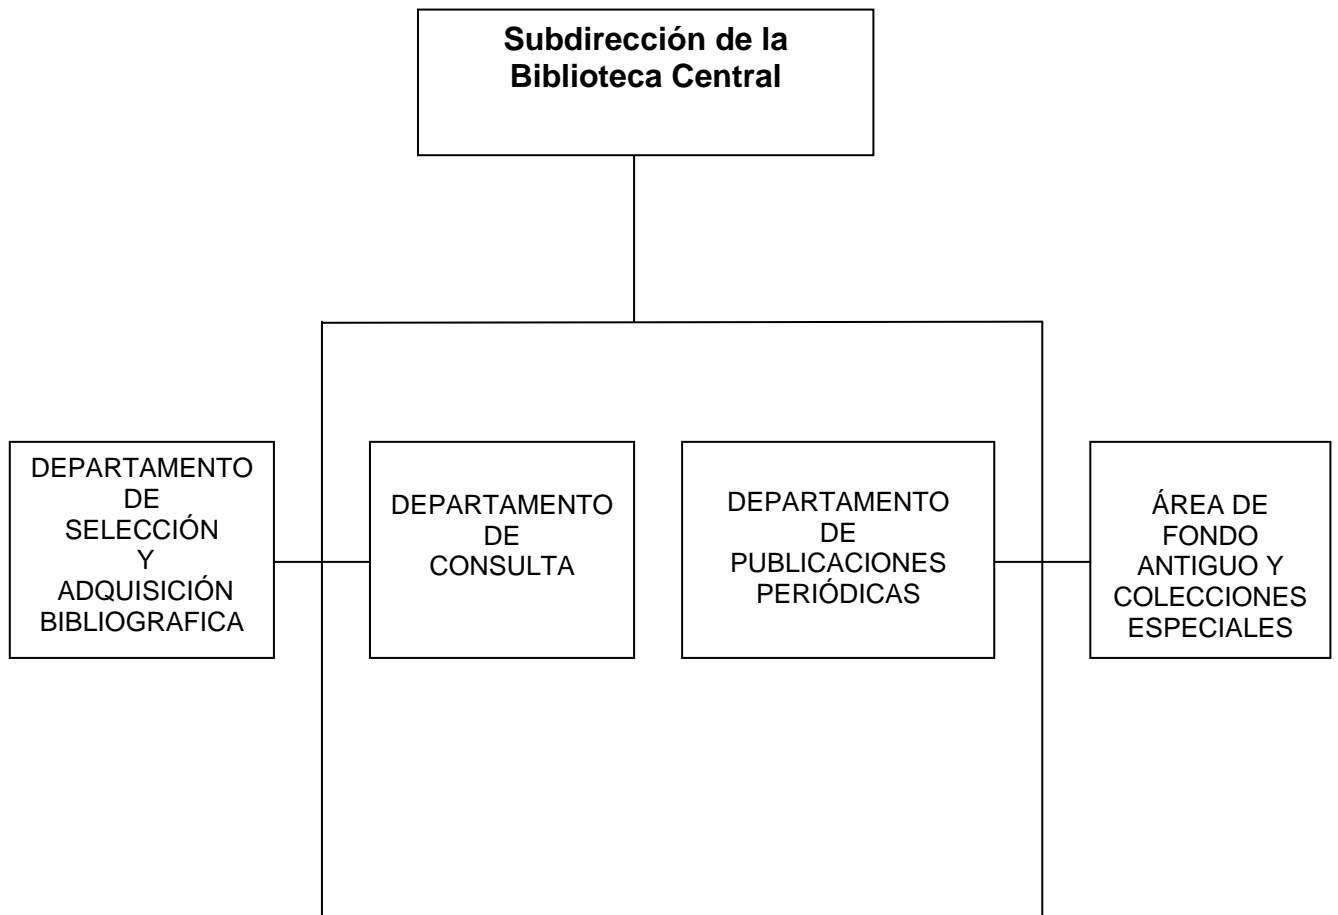 Subdirección de la
Biblioteca Central
DEPARTAMENTO
DE
SELECCIÓN
Y
ADQUISICIÓN
BIBLIOGRAFICA
DEPARTAMENTO
DE
CONSULTA
DEPARTAMENTO
DE
PUBLICACIONES
PERIÓDICAS
ÁREA DE
FONDO
ANTIGUO Y
COLECCIONES
ESPECIALES